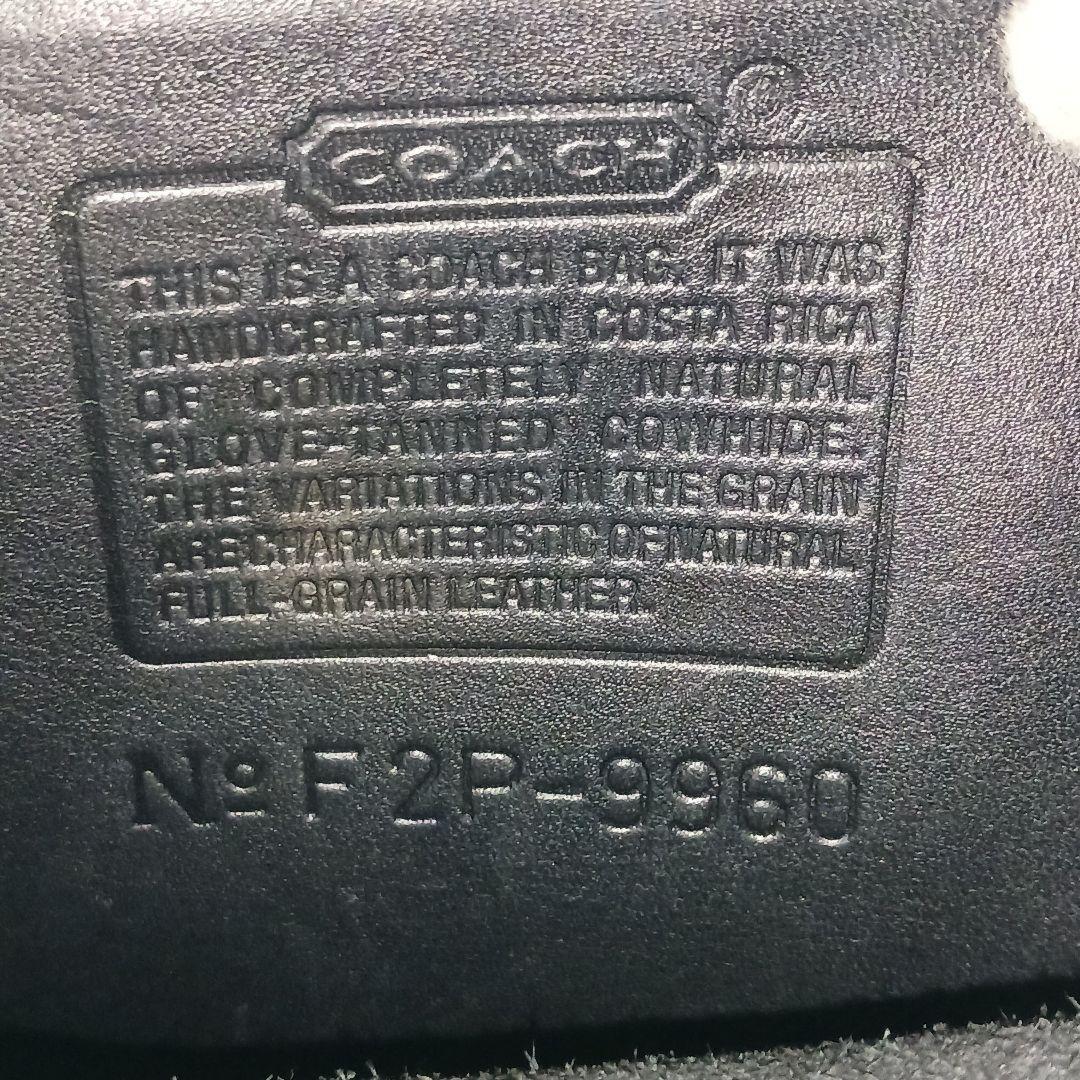 COACH®
THIS IS A COACH BAG. IT WAS
HANDCRAFTED IN COSTA RICA
OF COMPLETELY NATURAL
GLOVE-TANNED COWHIDE.
THE VARIATIONS IN THE GRAIN
ARE CHARACTERISTIC OF NATURAL
FULL-GRAIN LEATHER.
Nº F2P-9960